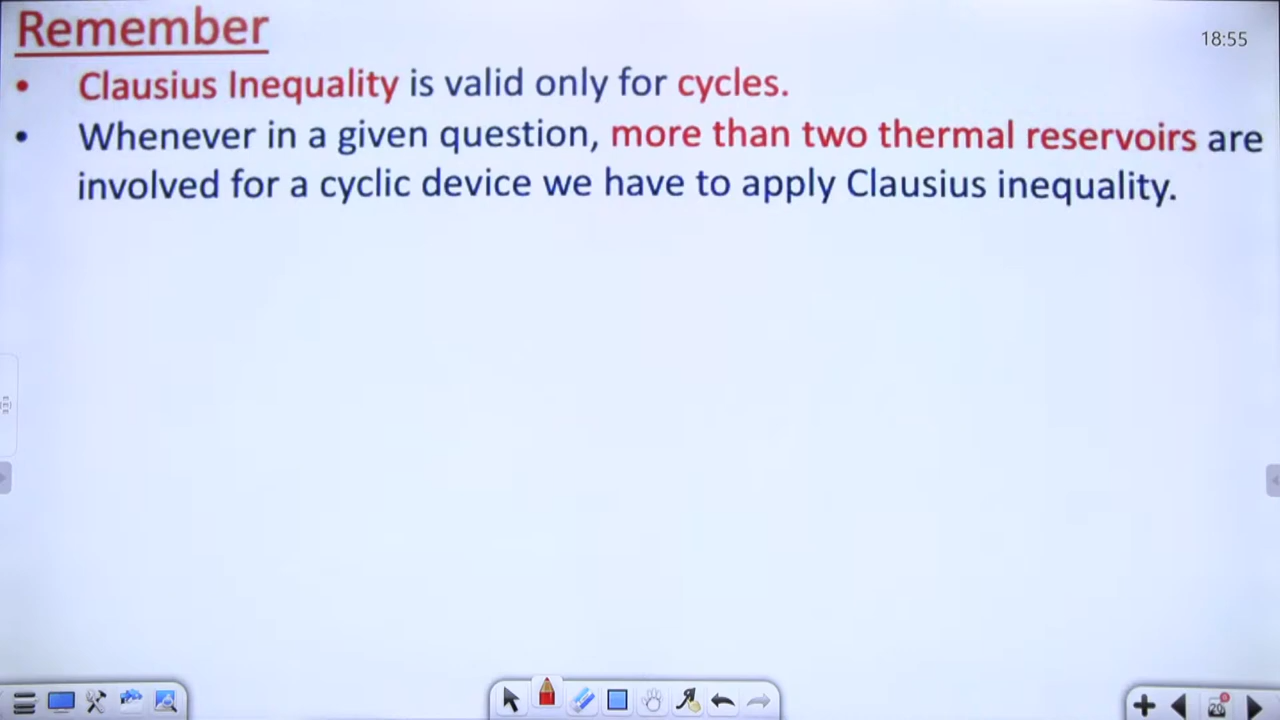 Remember
18:55
• Clausius Inequality is valid only for cycles.
• Whenever in a given question, more than two thermal reservoirs are
involved for a cyclic device we have to apply Clausius inequality.
20